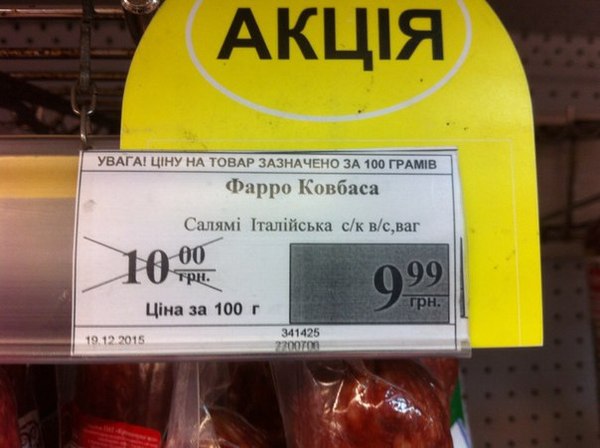 АКЦІЯ
УВАГА! ЦІНУ НА ТОВАР ЗАЗНАЧЕНО ЗА 100 ГРАМІВ
Фарро Ковбаса
Салямі Італійська с/к в/с,ваг
10 00 грн.
9 99 грн.
Ціна за 100 г
19.12.2015
341425
2200706